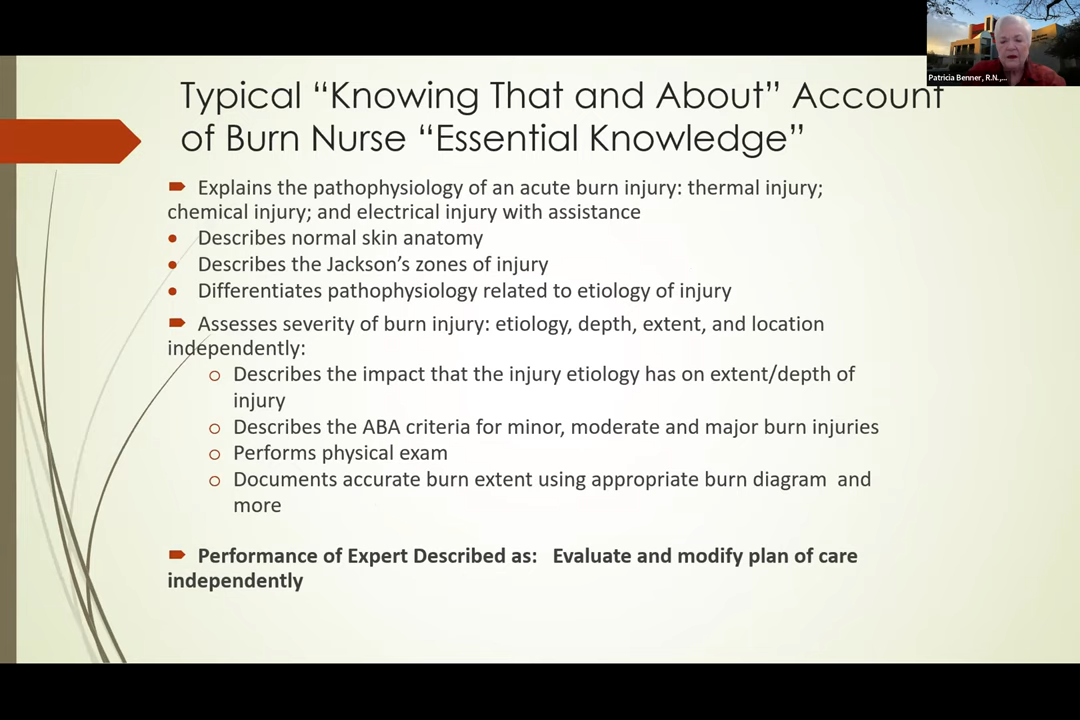 Patricia Benner, R.N.,...
Typical “Knowing That and About” Account
of Burn Nurse “Essential Knowledge”
Explains the pathophysiology of an acute burn injury: thermal injury;
chemical injury; and electrical injury with assistance
• Describes normal skin anatomy
• Describes the Jackson’s zones of injury
• Differentiates pathophysiology related to etiology of injury
Assesses severity of burn injury: etiology, depth, extent, and location
independently:
o Describes the impact that the injury etiology has on extent/depth of
injury
o Describes the ABA criteria for minor, moderate and major burn injuries
o Performs physical exam
o Documents accurate burn extent using appropriate burn diagram and
more
Performance of Expert Described as: Evaluate and modify plan of care
independently